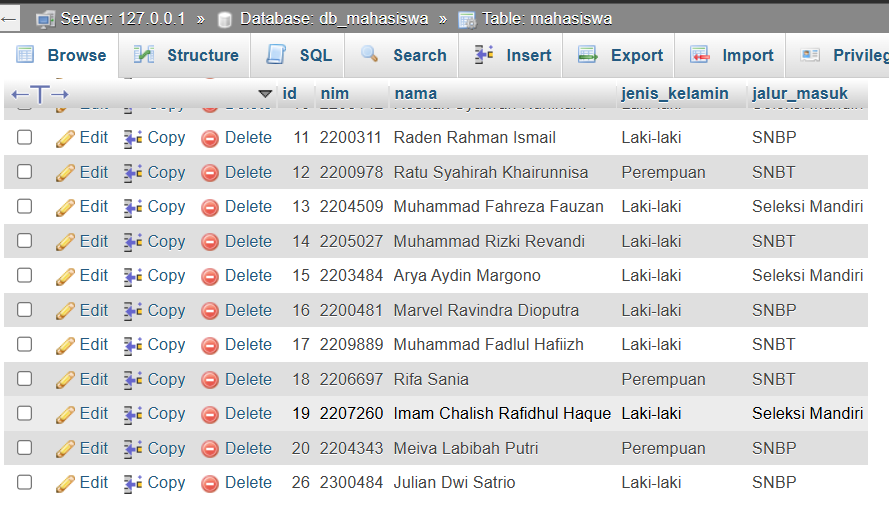 Server: 127.0.0.1 » Database: db_mahasiswa » Table: mahasiswa
Browse Structure SQL Search Insert Export Import Privileg
id nim nama jenis_kelamin jalur_masuk
Edit Copy Delete 11 2200311 Raden Rahman Ismail Laki-laki SNBP
Edit Copy Delete 12 2200978 Ratu Syahirah Khairunnisa Perempuan SNBT
Edit Copy Delete 13 2204509 Muhammad Fahreza Fauzan Laki-laki Seleksi Mandiri
Edit Copy Delete 14 2205027 Muhammad Rizki Revandi Laki-laki SNBT
Edit Copy Delete 15 2203484 Arya Aydin Margono Laki-laki Seleksi Mandiri
Edit Copy Delete 16 2200481 Marvel Ravindra Dioputra Laki-laki SNBP
Edit Copy Delete 17 2209889 Muhammad Fadlul Hafiizh Laki-laki SNBT
Edit Copy Delete 18 2206697 Rifa Sania Perempuan SNBT
Edit Copy Delete 19 2207260 Imam Chalish Rafidhul Haque Laki-laki Seleksi Mandiri
Edit Copy Delete 20 2204343 Meiva Labibah Putri Perempuan SNBP
Edit Copy Delete 26 2300484 Julian Dwi Satrio Laki-laki SNBP